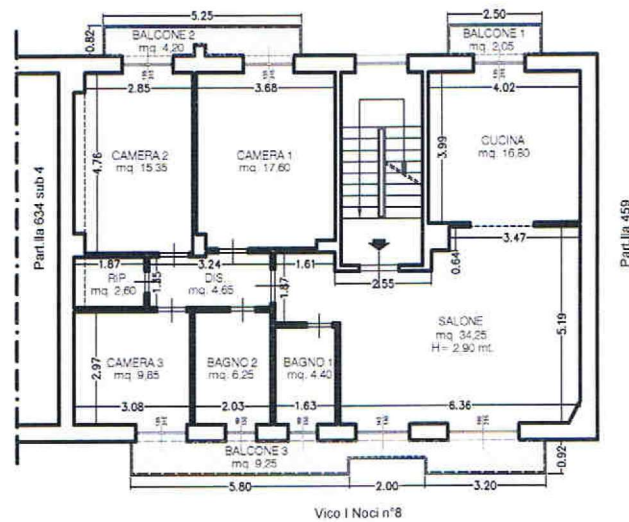 5.25
2.50
0.82
BALCONE 2
mq. 4,20
BALCONE 1
mq. 2,05
2.85
3.68
4.02
4.76
CAMERA 2
mq. 15.35
CAMERA 1
mq. 17.60
3.99
CUCINA
mq. 16,80
Part.lla 634 sub 4
Part.lla 459
3.47
1.67
3.24
1.61
0.64
2.55
RIP.
mq. 2,60
1.85
DIS.
mq. 4.65
1.87
SALONE
mq. 34,25
H= 2.90 mt.
5.19
2.97
CAMERA 3
mq. 9,85
BAGNO 2
mq. 6,25
BAGNO 1
mq. 4.40
3.08
2.03
1.63
6.36
BALCONE 3
mq. 9,25
0.92
5.80
2.00
3.20
Vico I Noci n°8